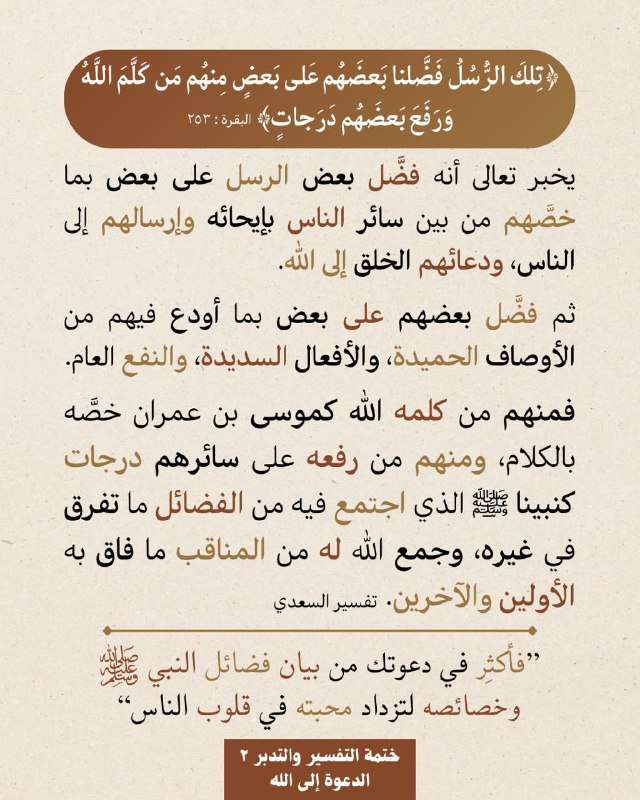 ﴿تِلكَ الرُّسُلُ فَضَّلنا بَعضَهُم عَلى بَعضٍ مِنهُم مَن كَلَّمَ اللَّهُ
وَرَفَعَ بَعضَهُم دَرَجاتٍ﴾ البقرة: ٢٥٣
يخبر تعالى أنه فضَّل بعض الرسل على بعض بما
خصَّهم من بين سائر الناس بإيحائه وإرسالهم إلى
الناس، ودعائهم الخلق إلى الله.
ثم فضَّل بعضهم على بعض بما أودع فيهم من
الأوصاف الحميدة، والأفعال السديدة، والنفع العام.
فمنهم من كلمه الله كموسى بن عمران خصَّه
بالكلام، ومنهم من رفعه على سائرهم درجات
كنبينا ﷺ الذي اجتمع فيه من الفضائل ما تفرق
في غيره، وجمع الله له من المناقب ما فاق به
الأولين والآخرين. تفسير السعدي
”فأكثِر في دعوتك من بيان فضائل النبي ﷺ
وخصائصه لتزداد محبته في قلوب الناس“
ختمة التفسير والتدبر ٢
الدعوة إلى الله